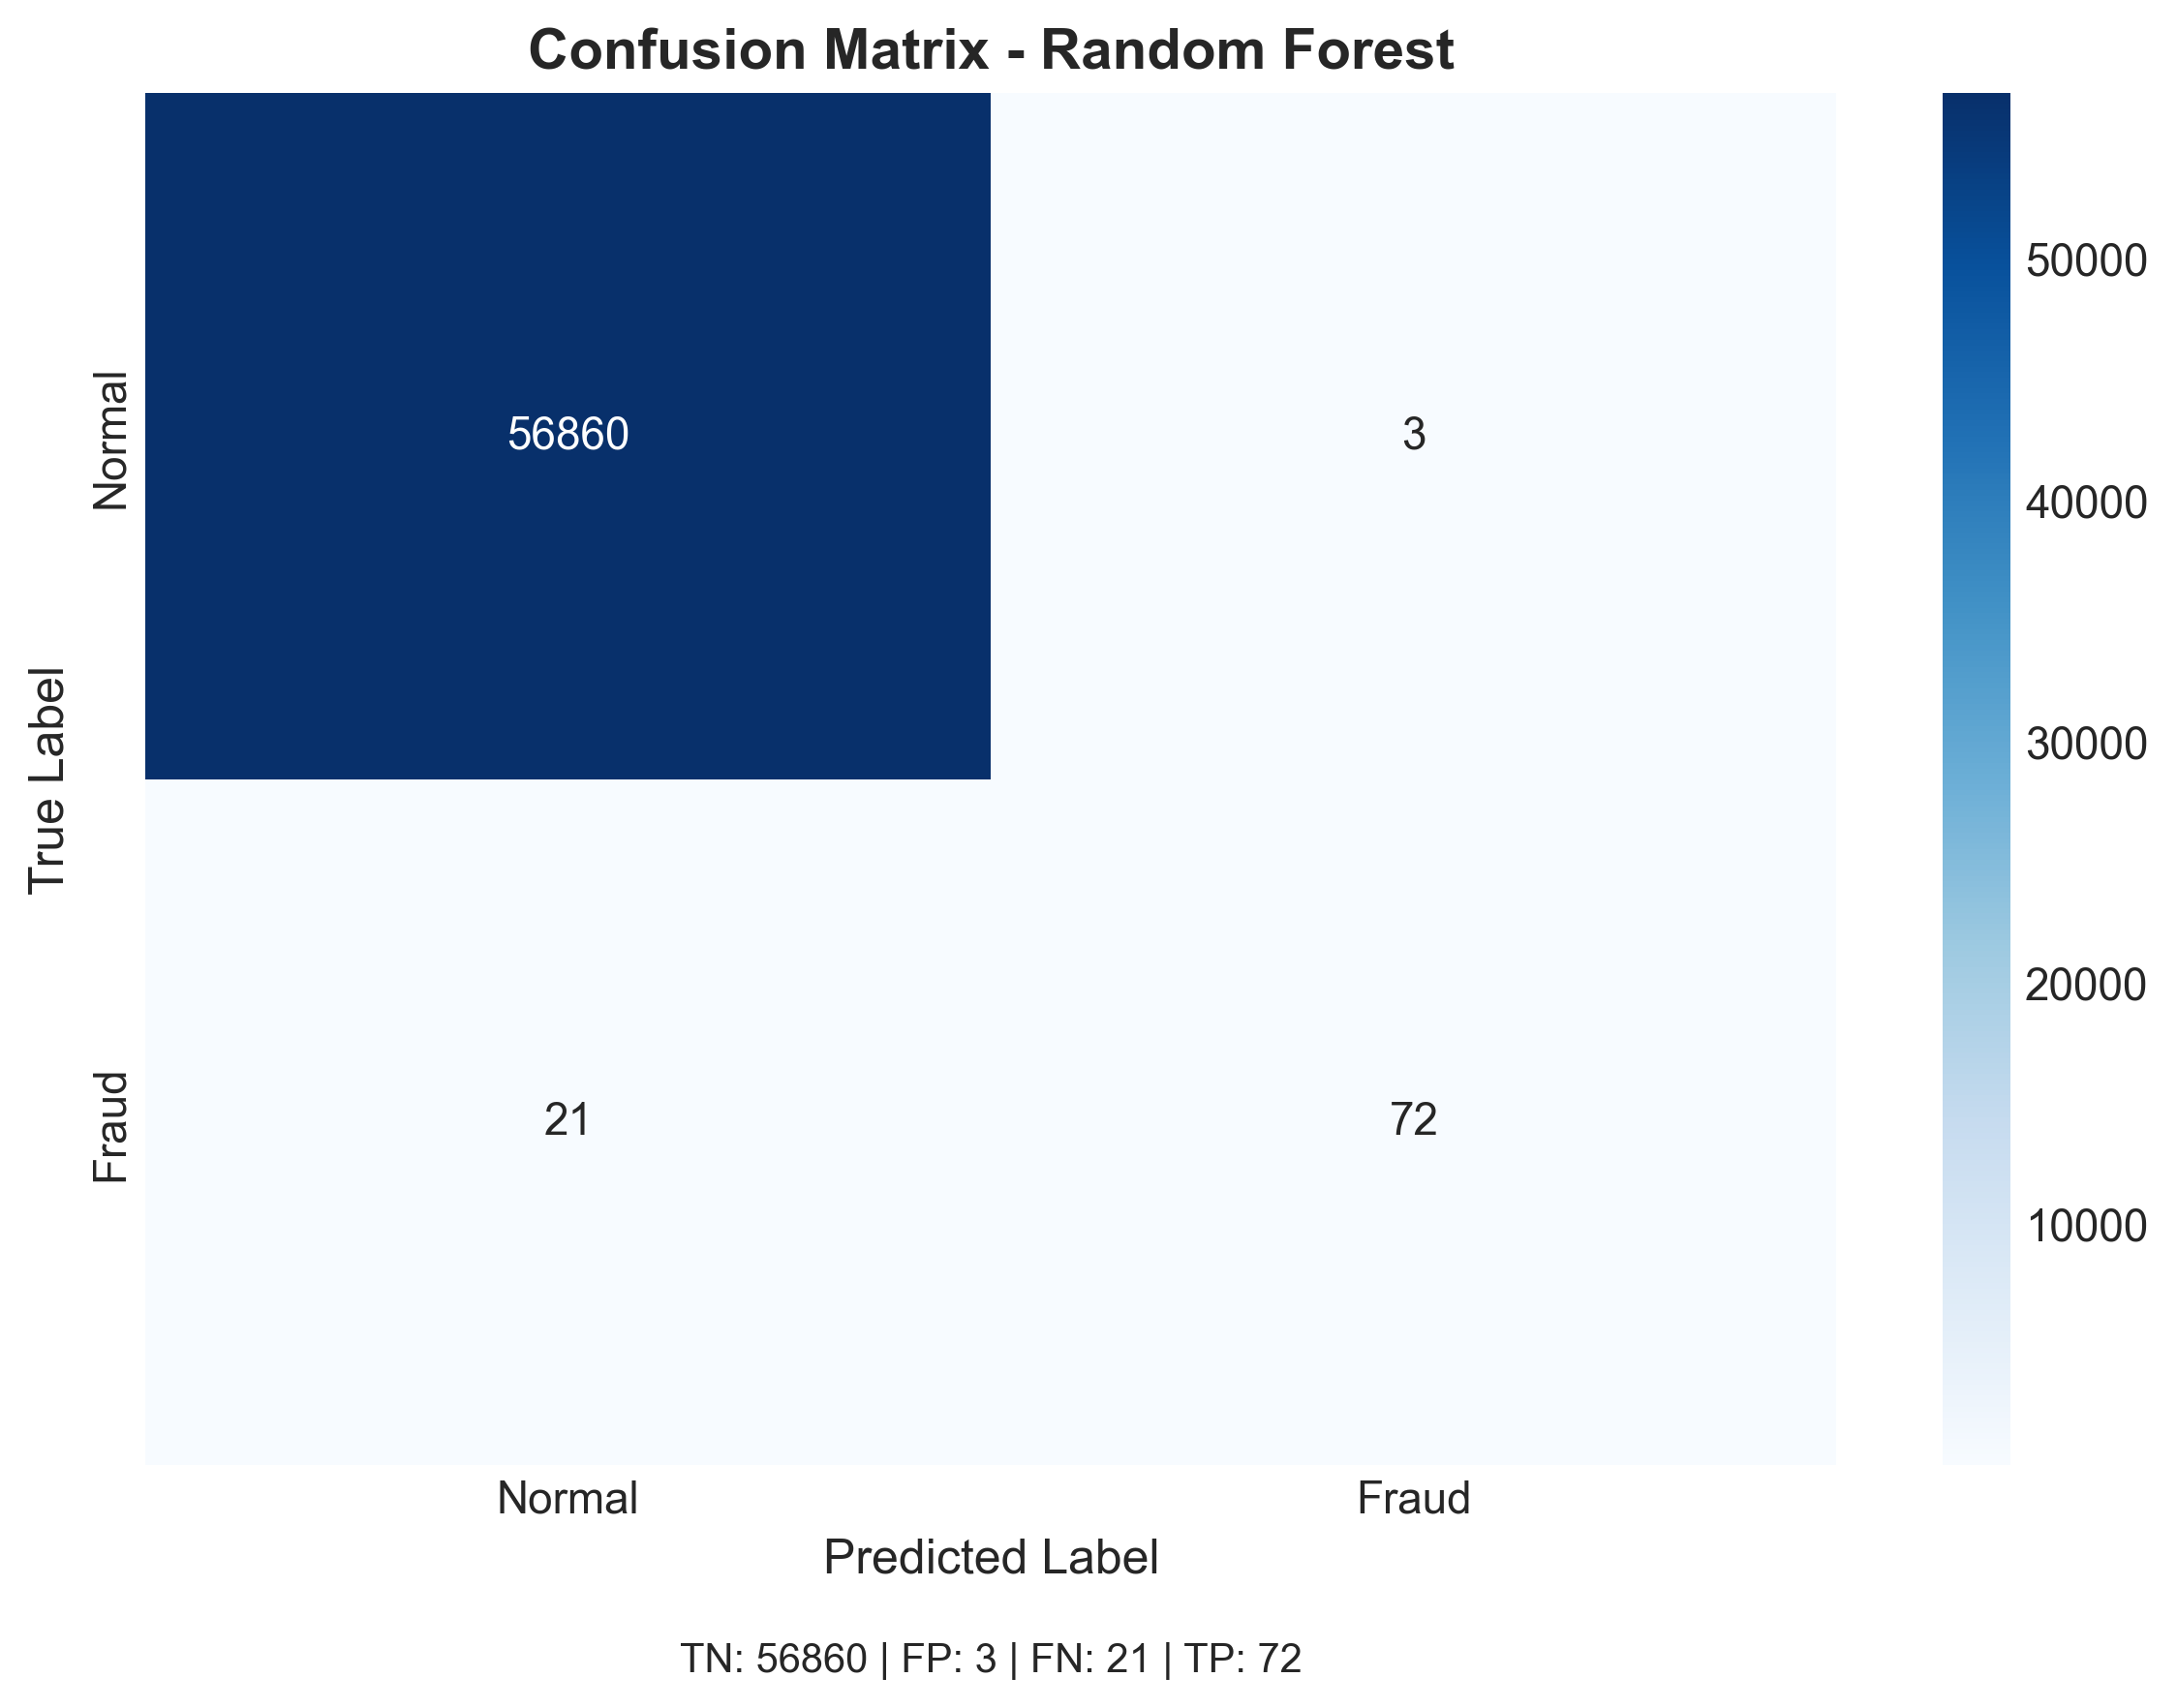 Confusion Matrix - Random Forest
True Label
Normal
56860
3
Fraud
21
72
Normal
Fraud
Predicted Label
50000
40000
30000
20000
10000
TN: 56860 | FP: 3 | FN: 21 | TP: 72